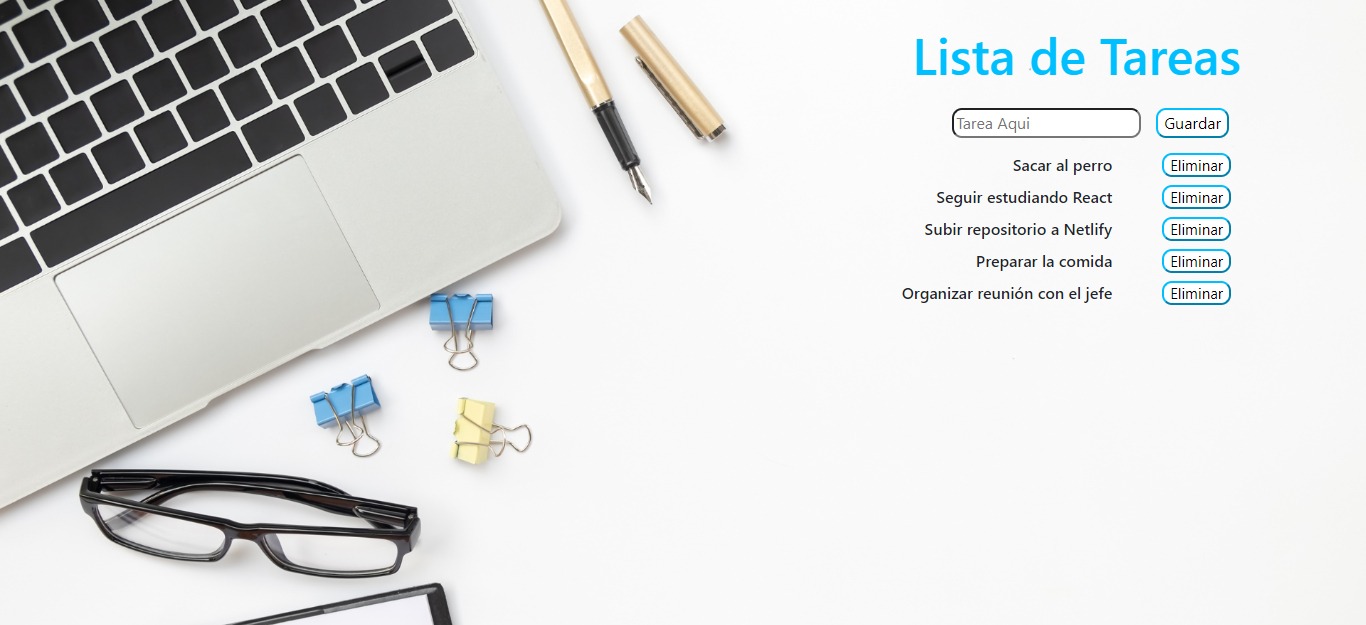 Lista de Tareas
Tarea Aqui Guardar
Sacar al perro Eliminar
Seguir estudiando React Eliminar
Subir repositorio a Netlify Eliminar
Preparar la comida Eliminar
Organizar reunión con el jefe Eliminar